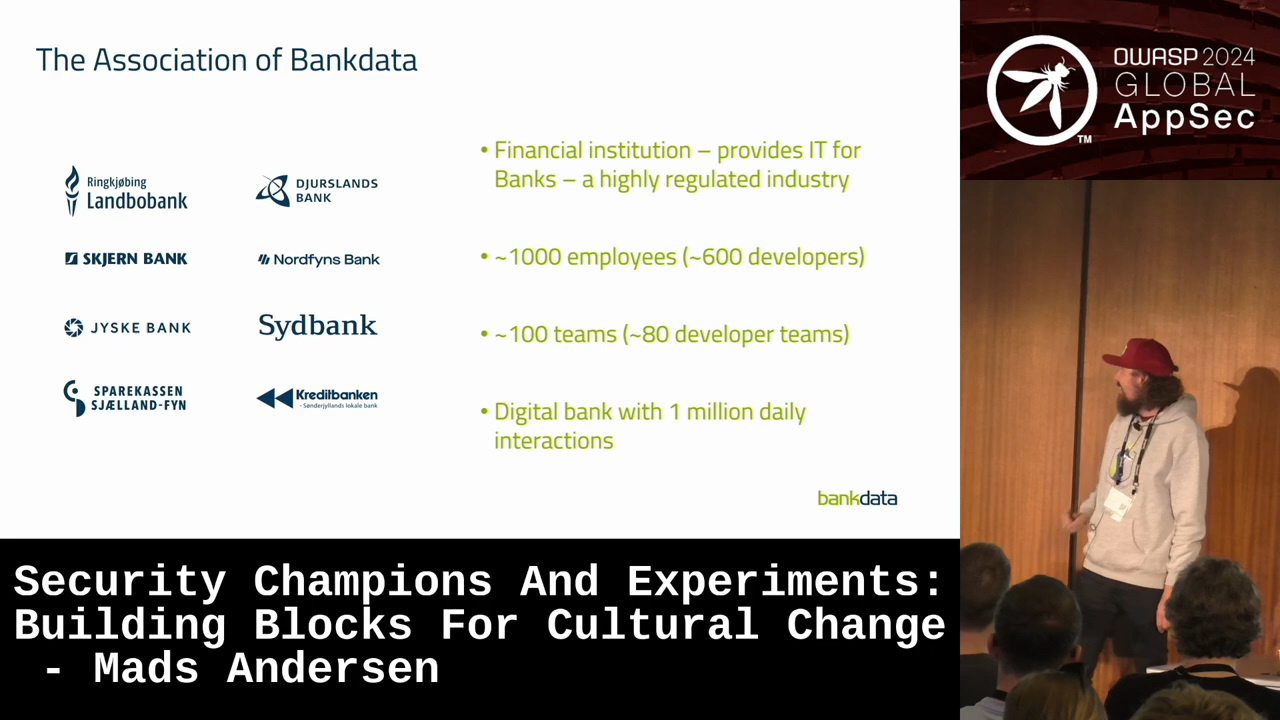 The Association of Bankdata
Ringkjøbing
Landbobank
DJURSLANDS
BANK
SKJERN BANK
Nordfyns Bank
JYSKE BANK
Sydbank
SPAREKASSEN
SJÆLLAND-FYN
Kreditbanken
- Sønderjyllands lokale bank
• Financial institution – provides IT for
Banks – a highly regulated industry
• ~1000 employees (~600 developers)
• ~100 teams (~80 developer teams)
• Digital bank with 1 million daily
interactions
bankdata
OWASP 2024
GLOBAL
AppSec
TM
Security Champions And Experiments:
Building Blocks For Cultural Change
- Mads Andersen